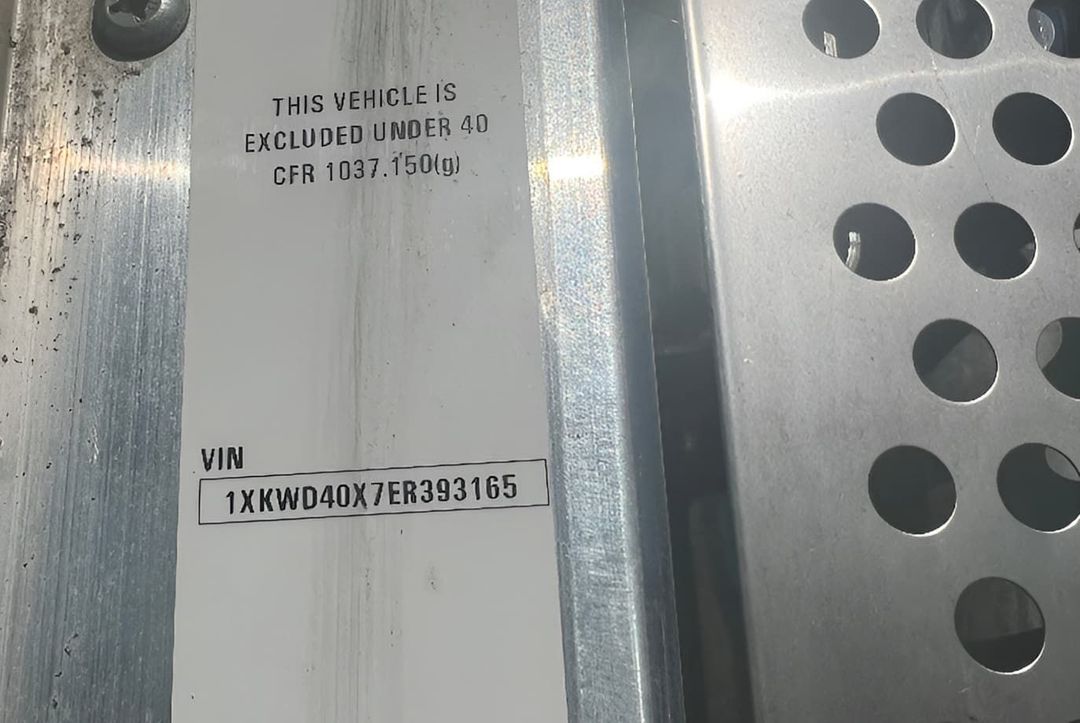 THIS VEHICLE IS
EXCLUDED UNDER 40
CFR 1037.150(g)
VIN
1XKWD40X7ER393165